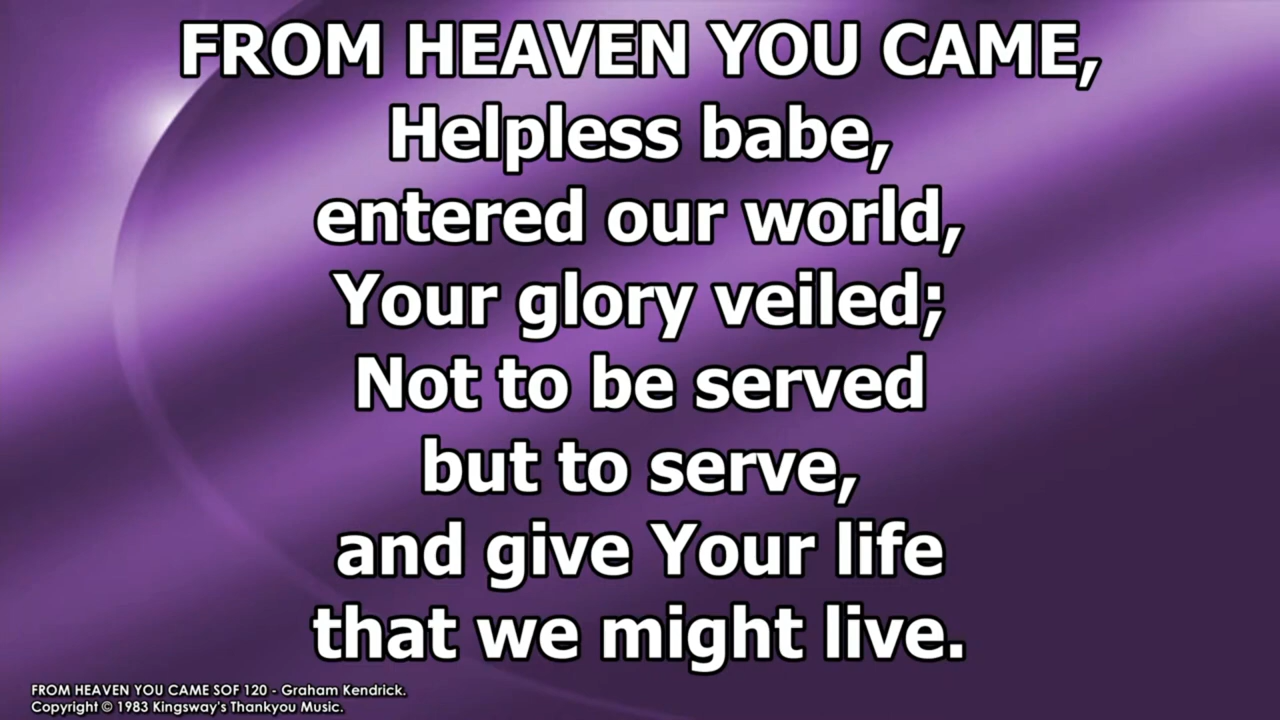 FROM HEAVEN YOU CAME,
Helpless babe,
entered our world,
Your glory veiled;
Not to be served
but to serve,
and give Your life
that we might live.
FROM HEAVEN YOU CAME SOF 120 - Graham Kendrick.
Copyright © 1983 Kingsway's Thankyou Music.